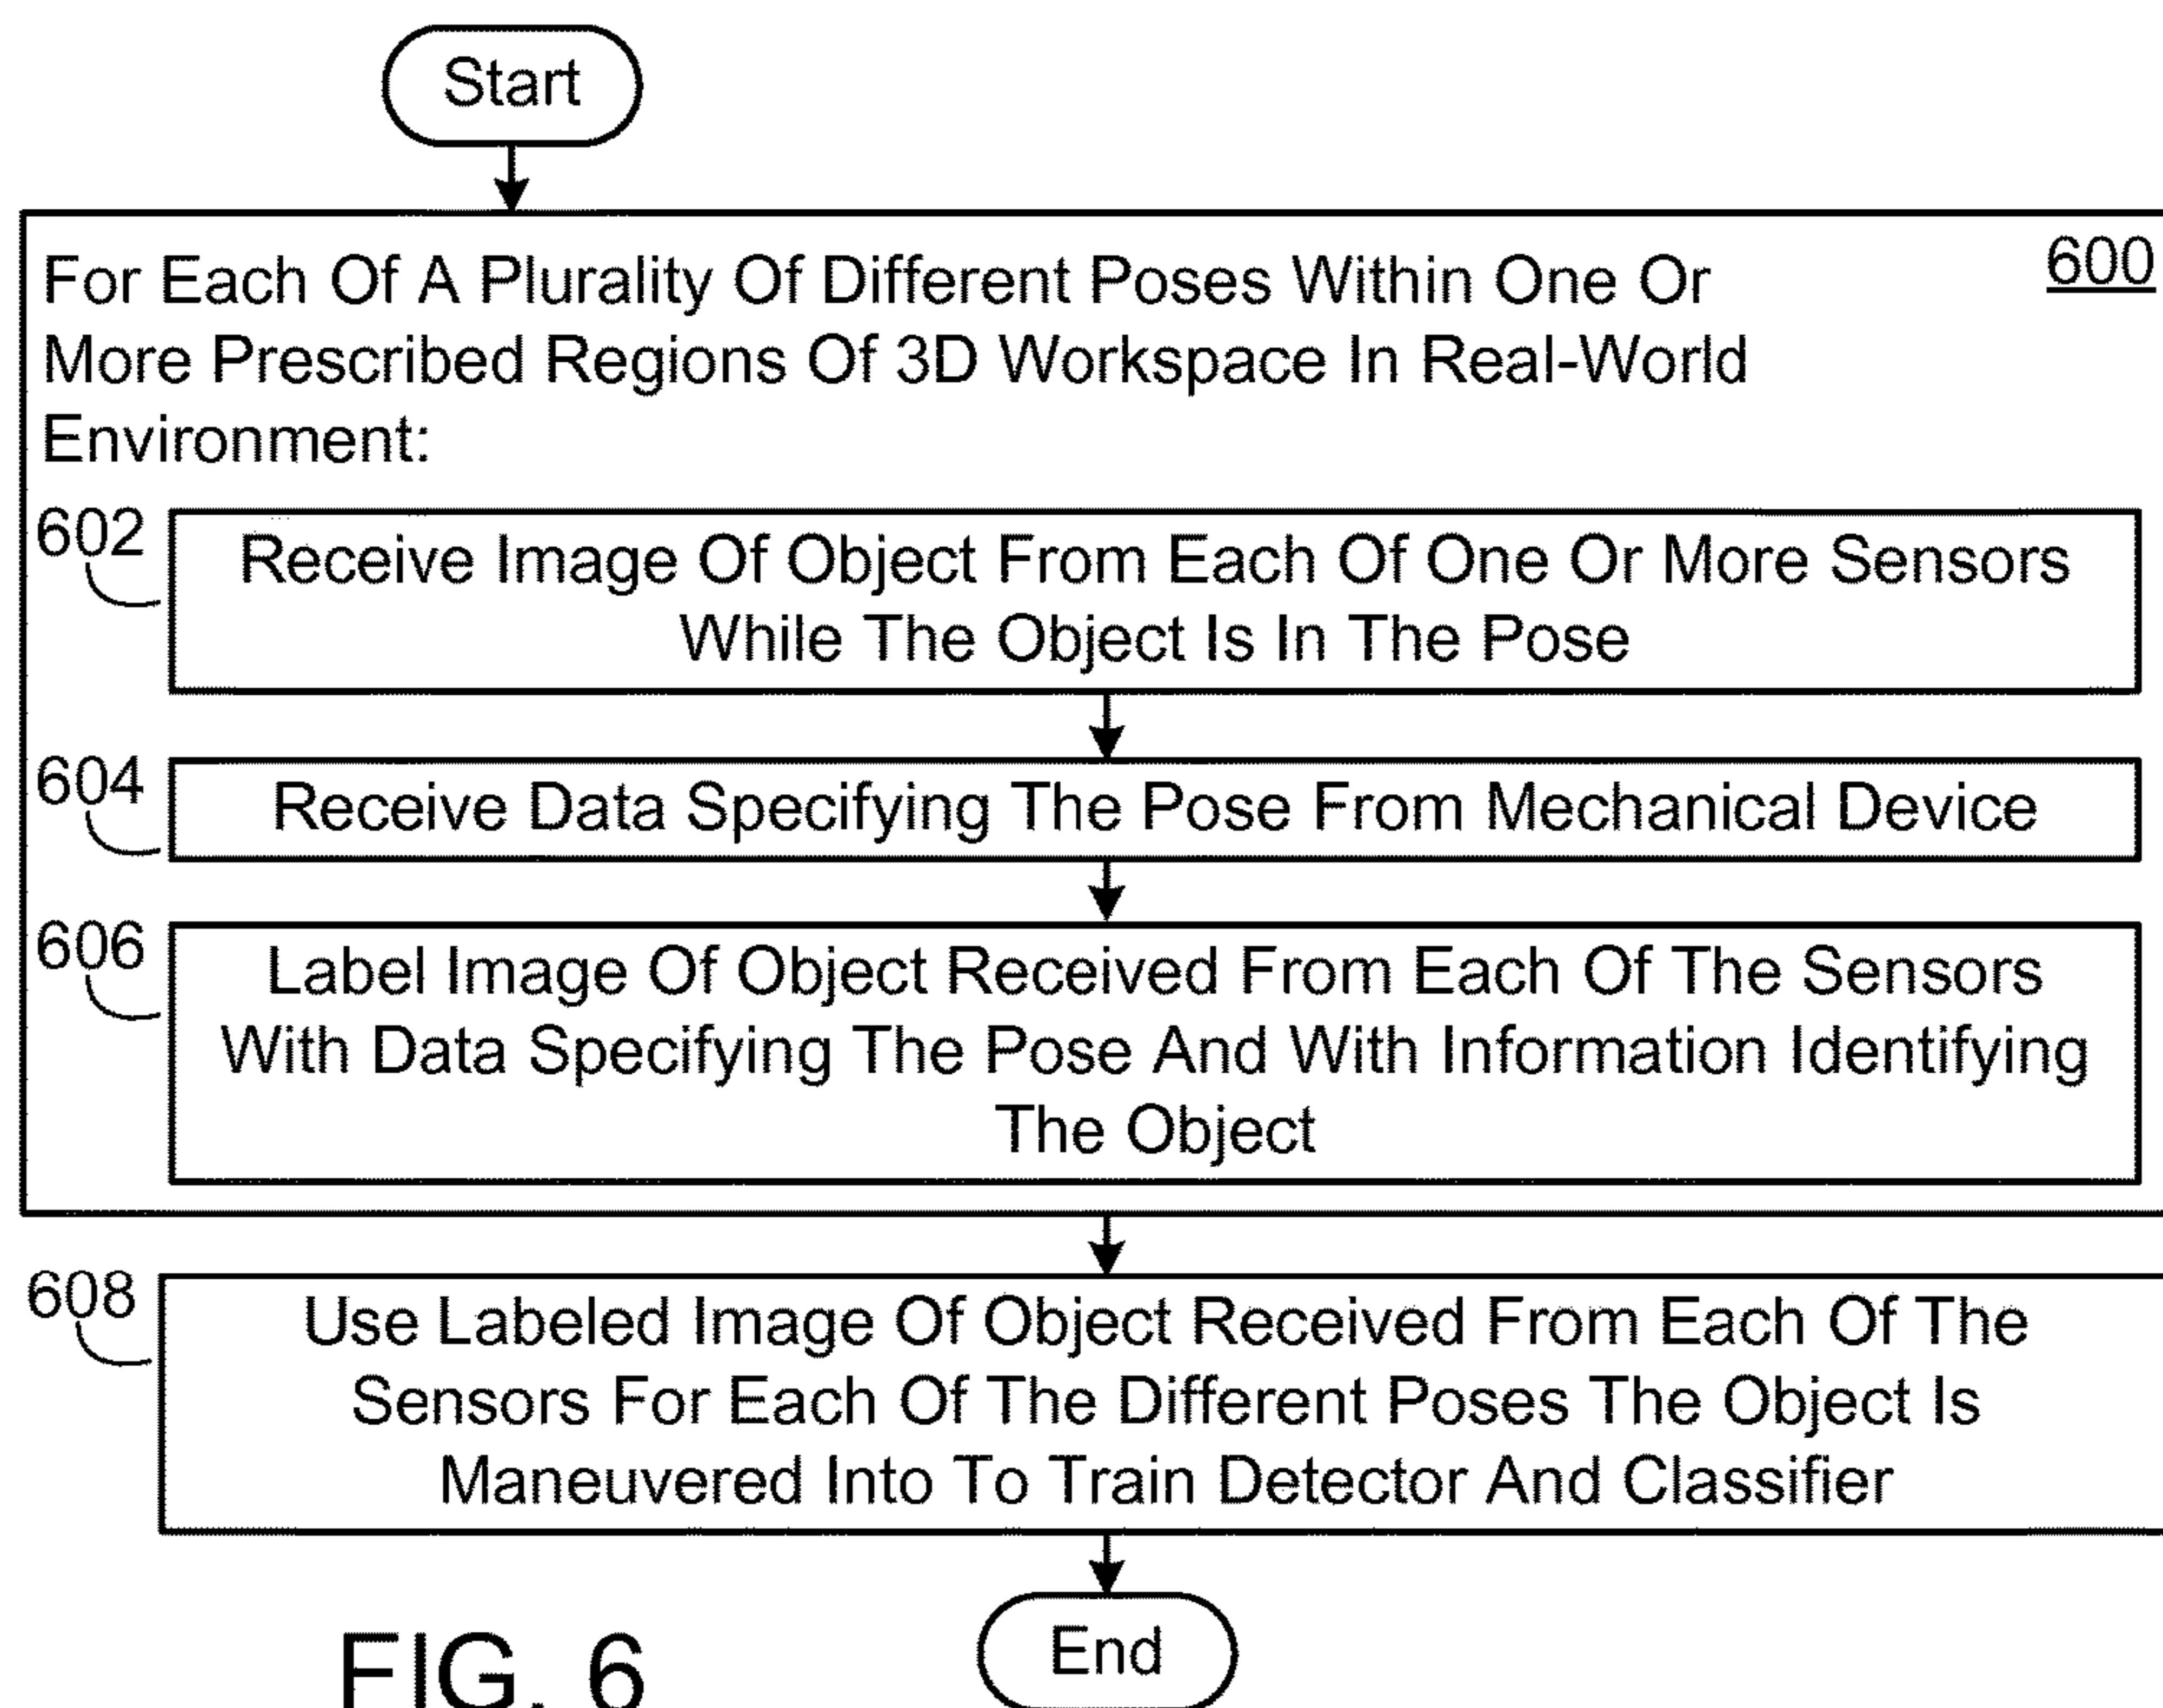 Start
600
For Each Of A Plurality Of Different Poses Within One Or
More Prescribed Regions Of 3D Workspace In Real-World
Environment:
602
Receive Image Of Object From Each Of One Or More Sensors
While The Object Is In The Pose
604
Receive Data Specifying The Pose From Mechanical Device
606
Label Image Of Object Received From Each Of The Sensors
With Data Specifying The Pose And With Information Identifying
The Object
608
Use Labeled Image Of Object Received From Each Of The
Sensors For Each Of The Different Poses The Object Is
Maneuvered Into To Train Detector And Classifier
End
FIG. 6